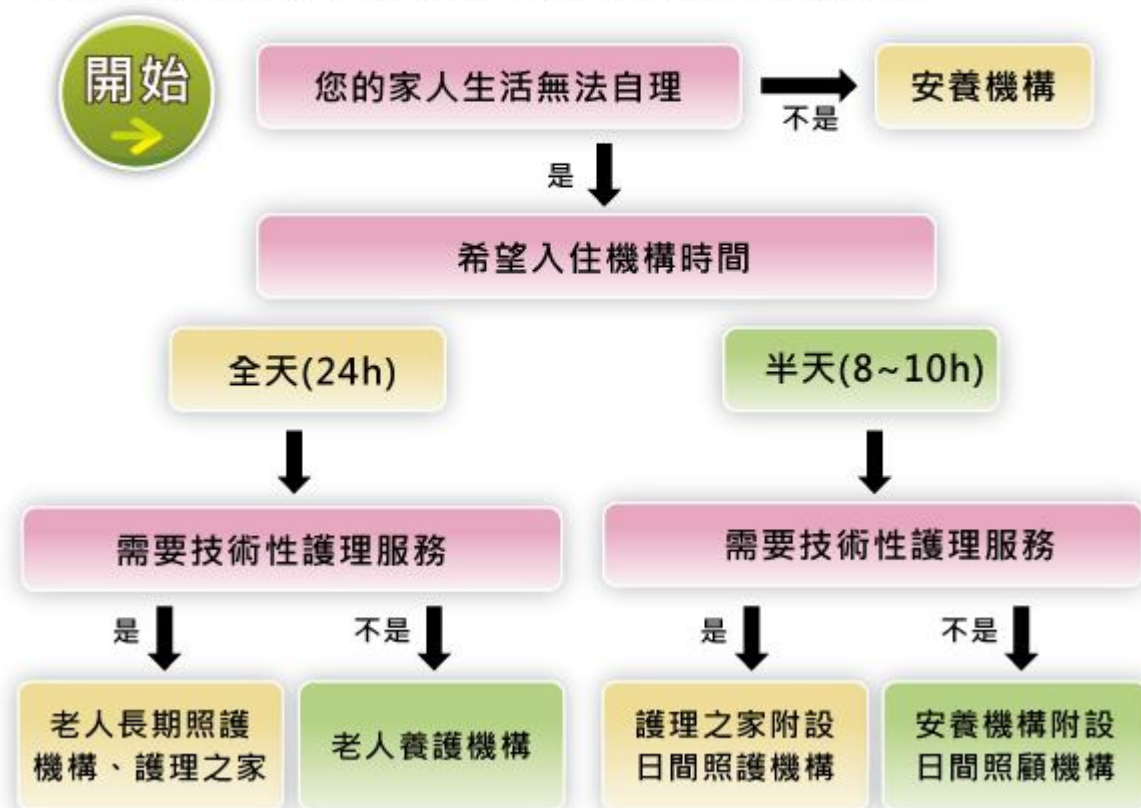 開始
您的家人生活無法自理
不是
安養機構
是
希望入住機構時間
全天(24h)
半天(8~10h)
需要技術性護理服務
需要技術性護理服務
是
不是
是
不是
老人長期照護
機構、護理之家
老人養護機構
護理之家附設
日間照護機構
安養機構附設
日間照顧機構